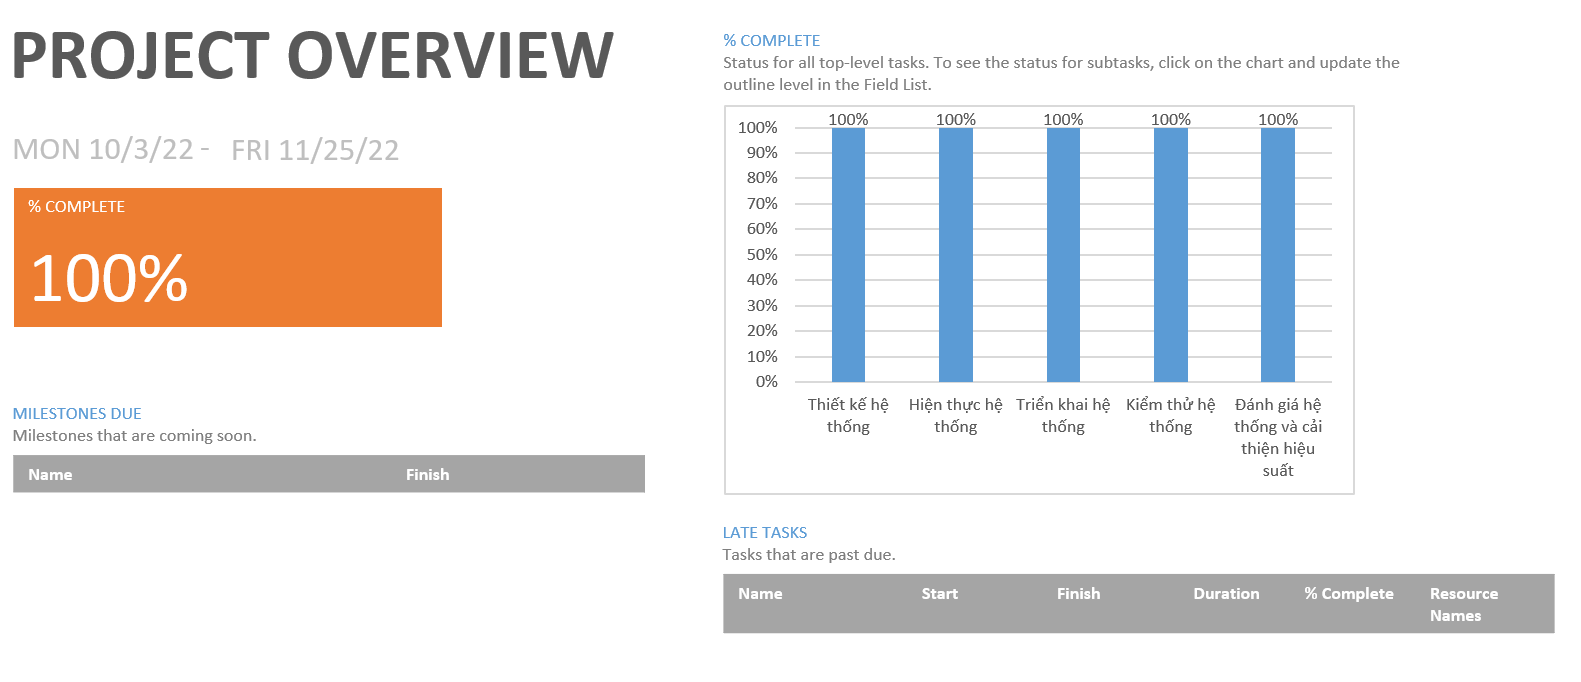 PROJECT OVERVIEW
MON 10/3/22 - FRI 11/25/22
% COMPLETE
100%
MILESTONES DUE
Milestones that are coming soon.
Name Finish
% COMPLETE
Status for all top-level tasks. To see the status for subtasks, click on the chart and update the
outline level in the Field List.
100% 100% 100% 100% 100%
100%
90%
80%
70%
60%
50%
40%
30%
20%
10%
0%
Thiết kế hệ Hiện thực hệ Triển khai hệ Kiểm thử hệ Đánh giá hệ
thống thống thống thống thống và cải
thiện hiệu
suất
LATE TASKS
Tasks that are past due.
Name Start Finish Duration % Complete Resource
Names